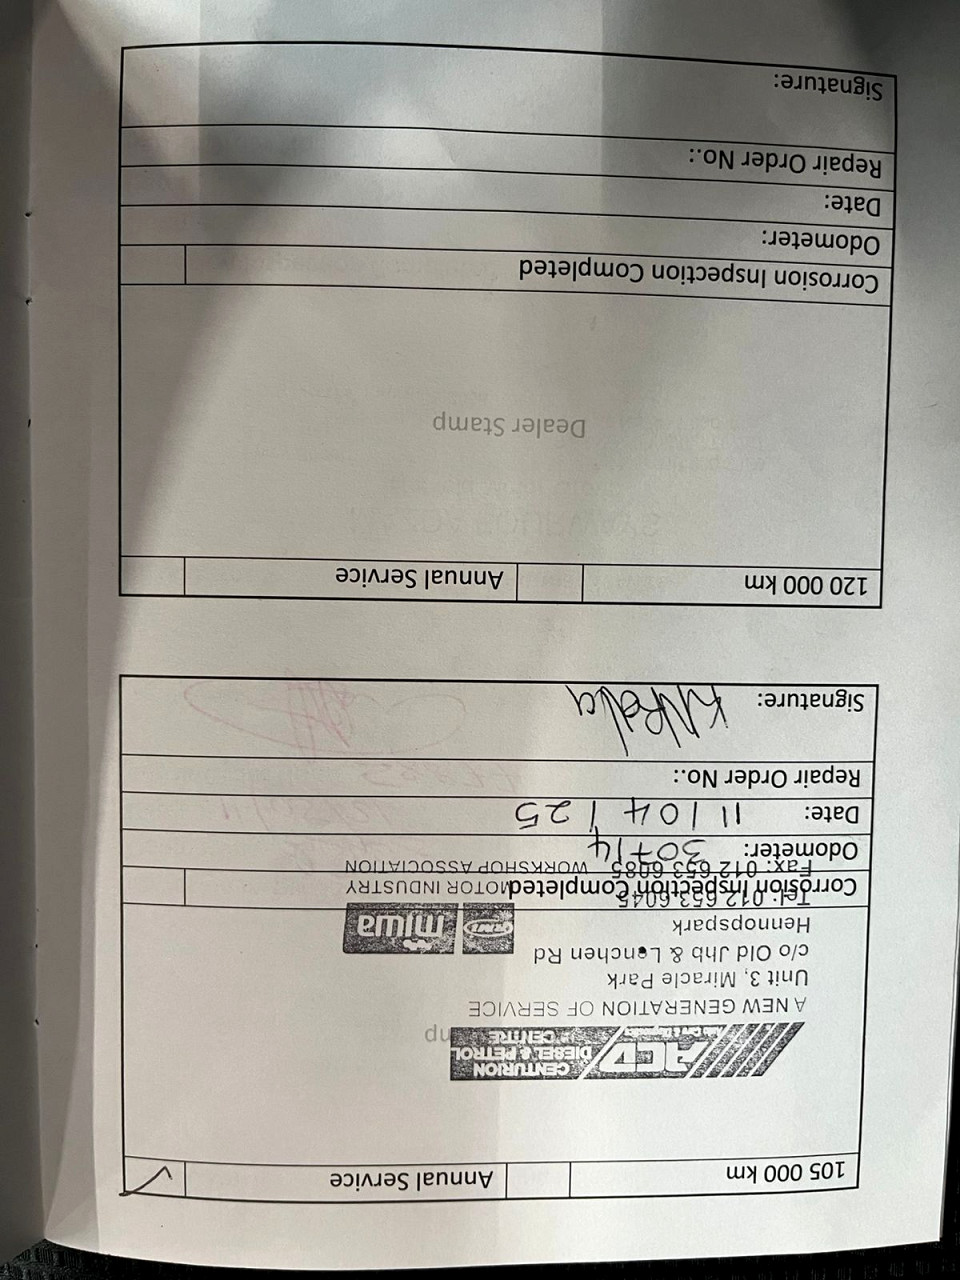 105 000 km Annual Service ✓
ACD
CENTURION
DIESEL & PETROL
CENTRE
A NEW GENERATION OF SERVICE
Unit 3, Miracle Park
c/o Old Jhb & Lenchen Rd
Hennopspark
Tel: 012 653 6045
Fax: 012 653 6085
RMI
miwa
MOTOR INDUSTRY
WORKSHOP ASSOCIATION
Corrosion Inspection Completed
Odometer: 30714
Date: 11/04/25
Repair Order No.:
Signature:
120 000 km Annual Service
Dealer Stamp
Corrosion Inspection Completed
Odometer:
Date:
Repair Order No.:
Signature: